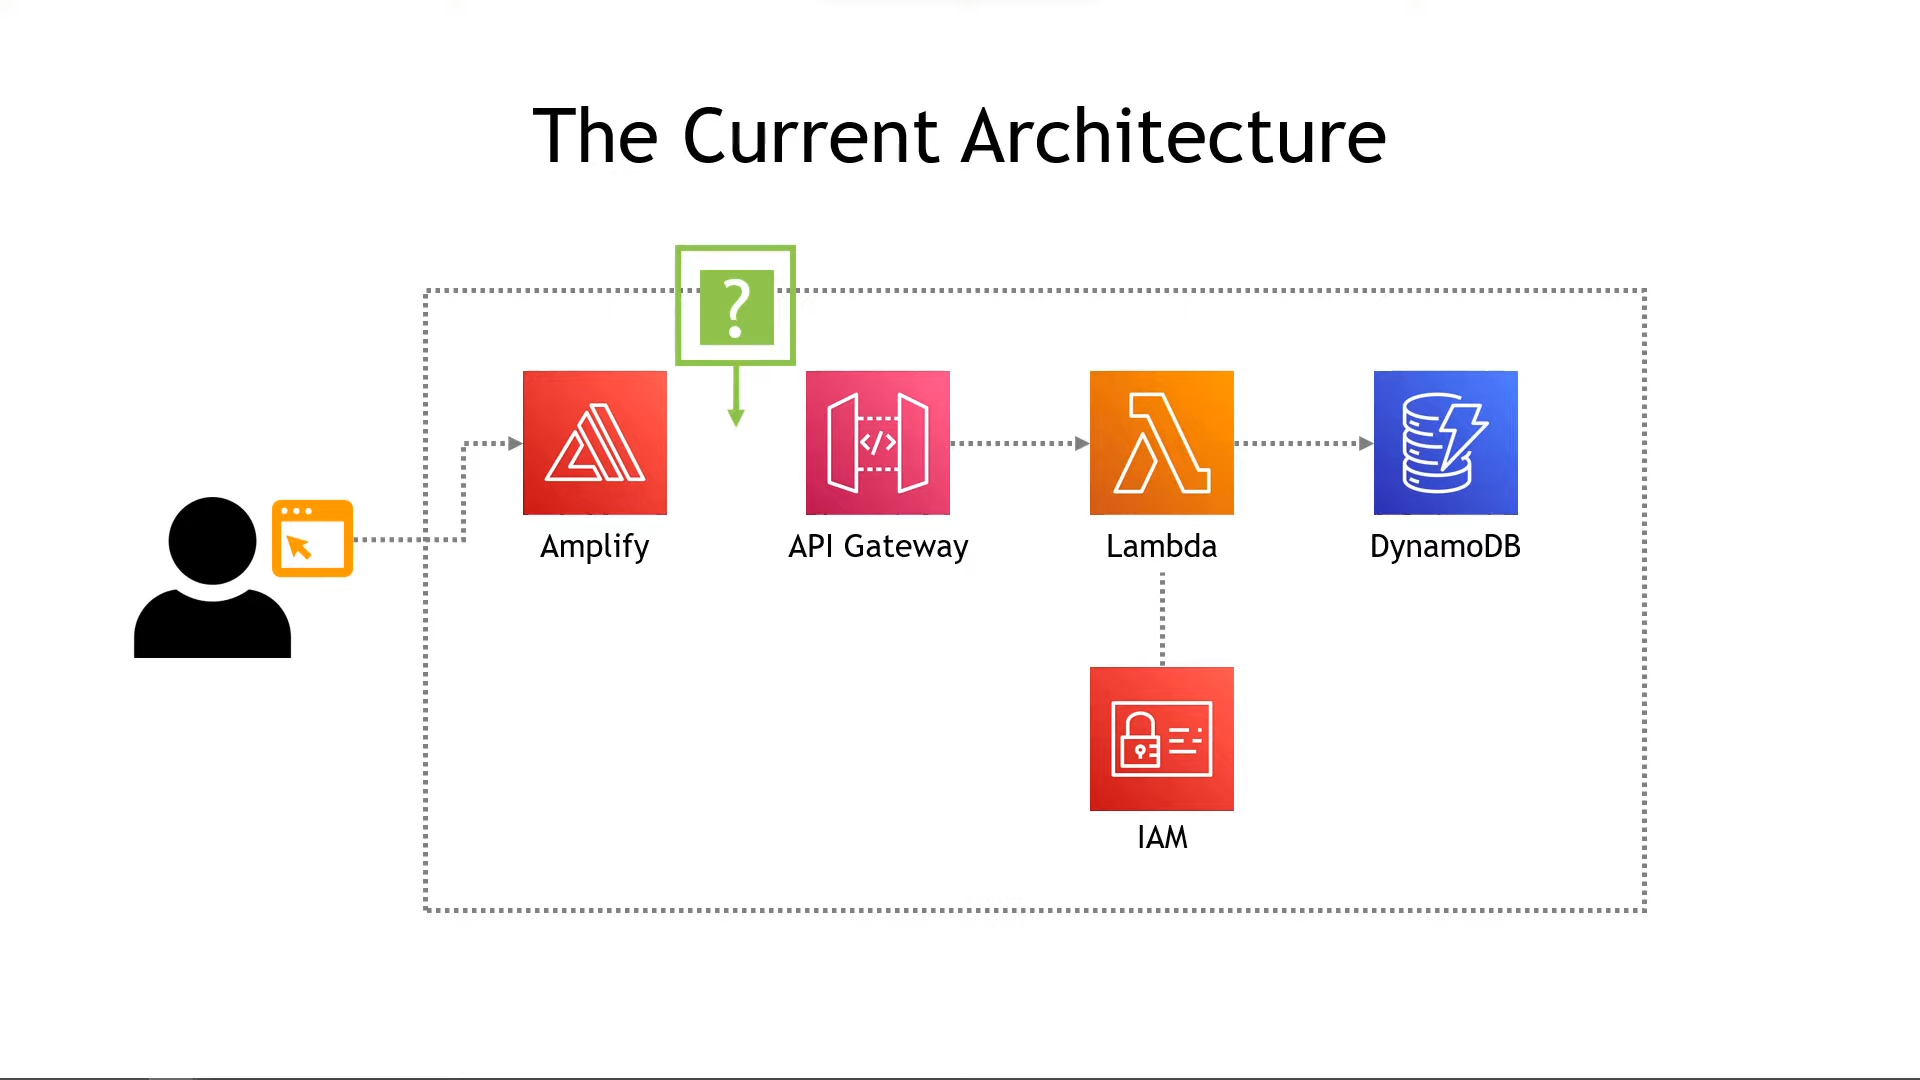 The Current Architecture
?
</>
Amplify
API Gateway
Lambda
DynamoDB
IAM